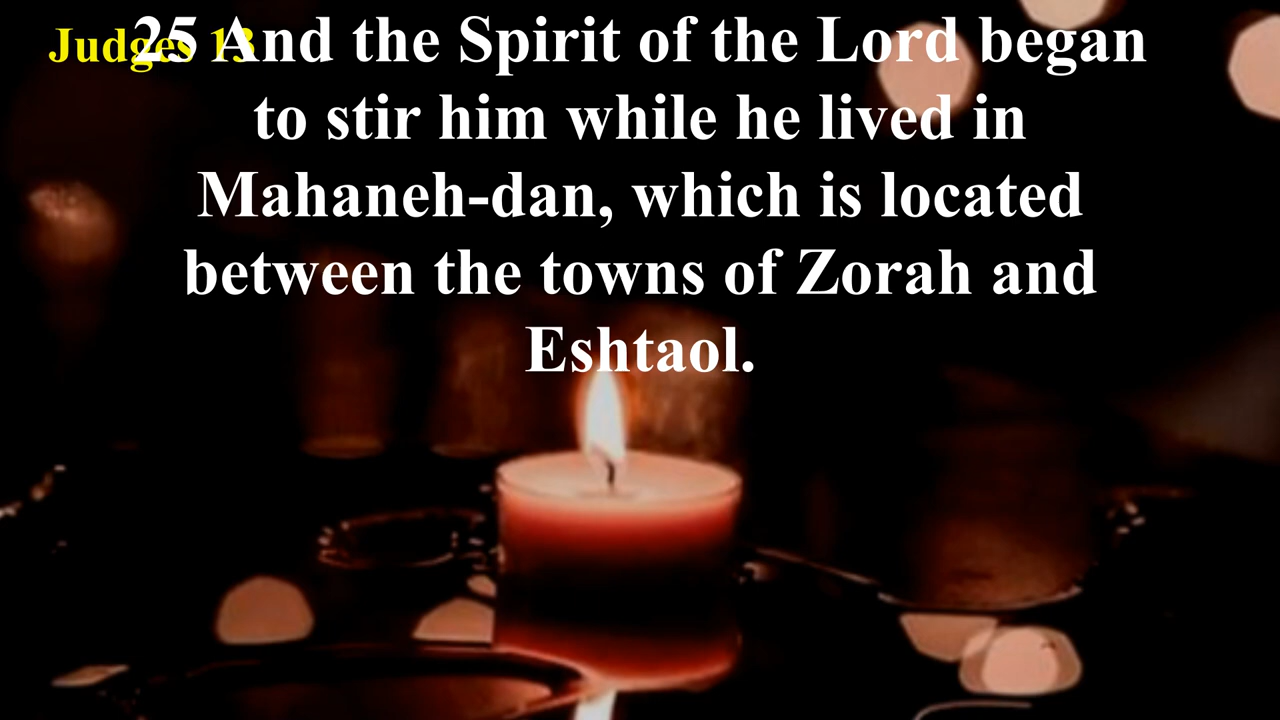 Judges 13
25 And the Spirit of the Lord began
to stir him while he lived in
Mahaneh-dan, which is located
between the towns of Zorah and
Eshtaol.